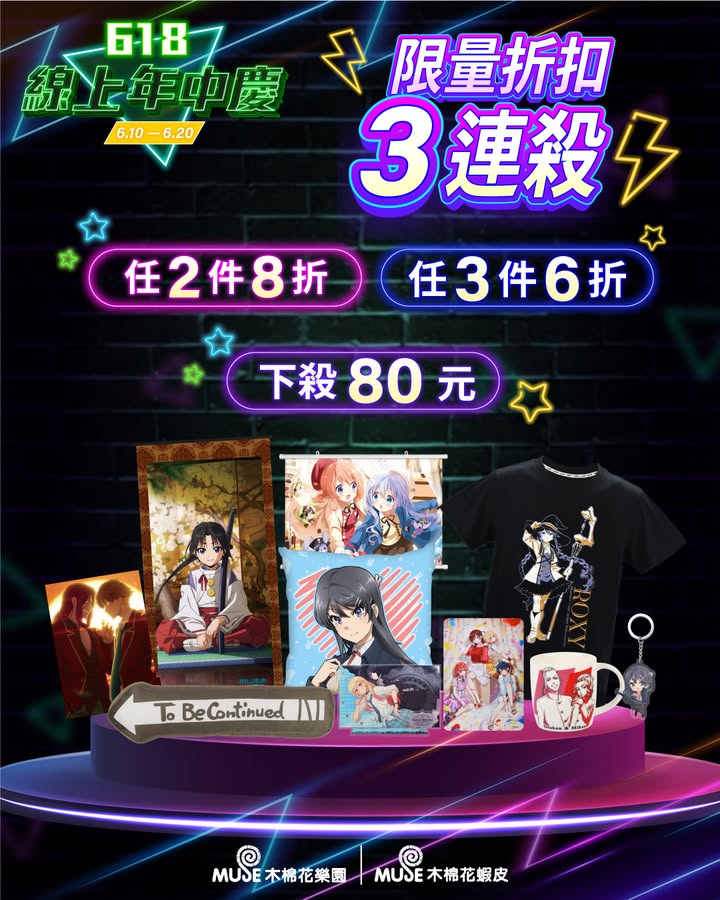 618
線上年中慶
6.10 — 6.20
限量折扣
3連殺
任2件8折
任3件6折
下殺80元
ROXY
To Be Continued
MUSE 木棉花樂園
MUSE 木棉花蝦皮